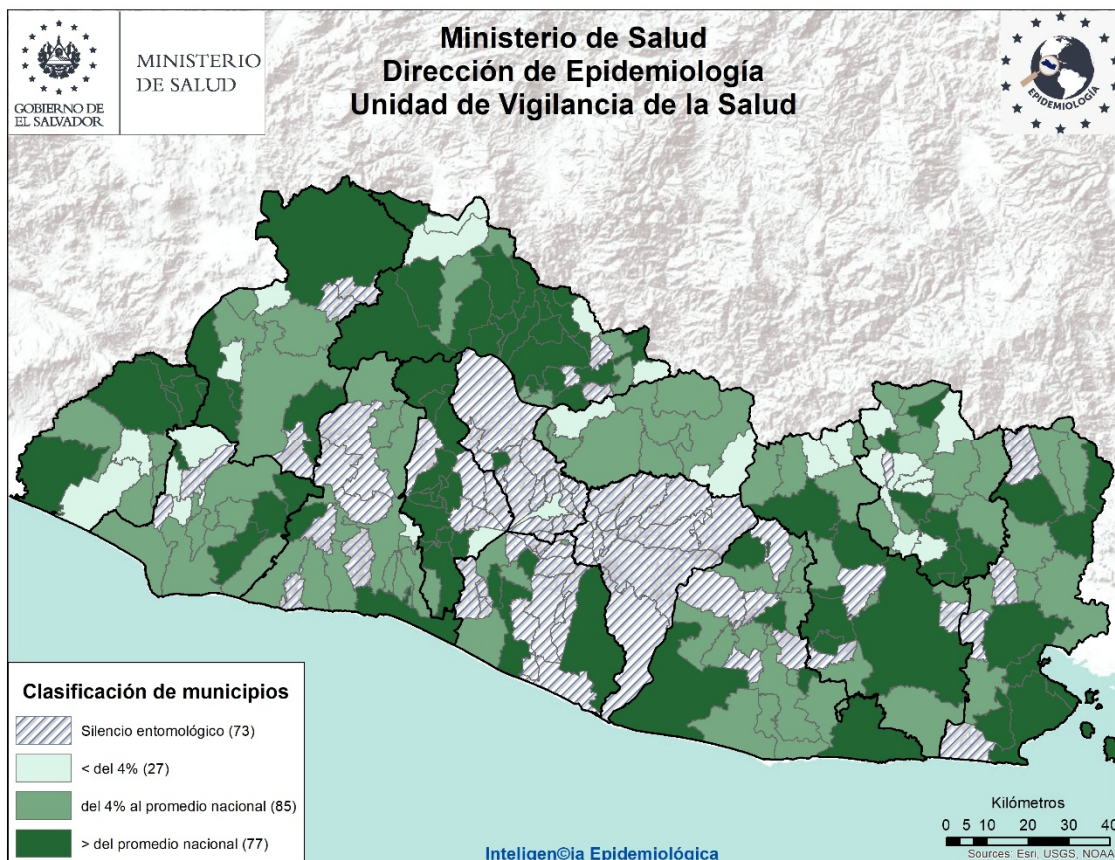 GOBIERNO DE
EL SALVADOR
MINISTERIO
DE SALUD
Ministerio de Salud
Dirección de Epidemiología
Unidad de Vigilancia de la Salud
EPIDEMIOLOGÍA
Clasificación de municipios
Silencio entomológico (73)
< del 4% (27)
del 4% al promedio nacional (85)
> del promedio nacional (77)
Inteligen©ia Epidemiológica
Kilómetros
0 5 10 20 30 40
Sources: Esri, USGS, NOAA